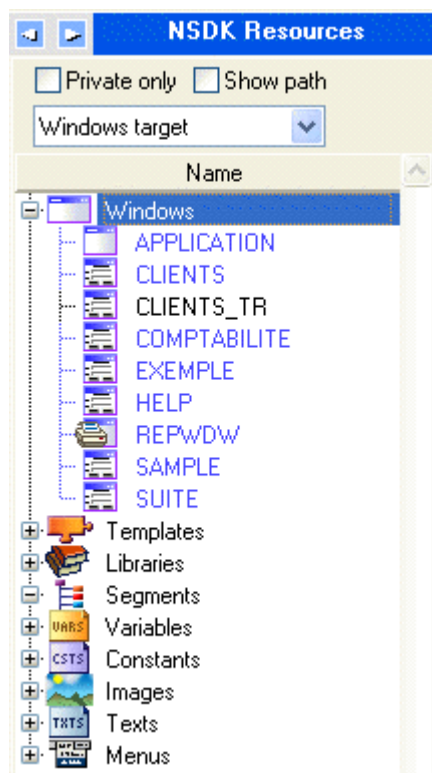 NSDK Resources
Private only Show path
Windows target
Name
Windows
APPLICATION
CLIENTS
CLIENTS_TR
COMPTABILITE
EXEMPLE
HELP
REPWDW
SAMPLE
SUITE
Templates
Libraries
Segments
VARS Variables
CSTS Constants
Images
TXTS Texts
Menus